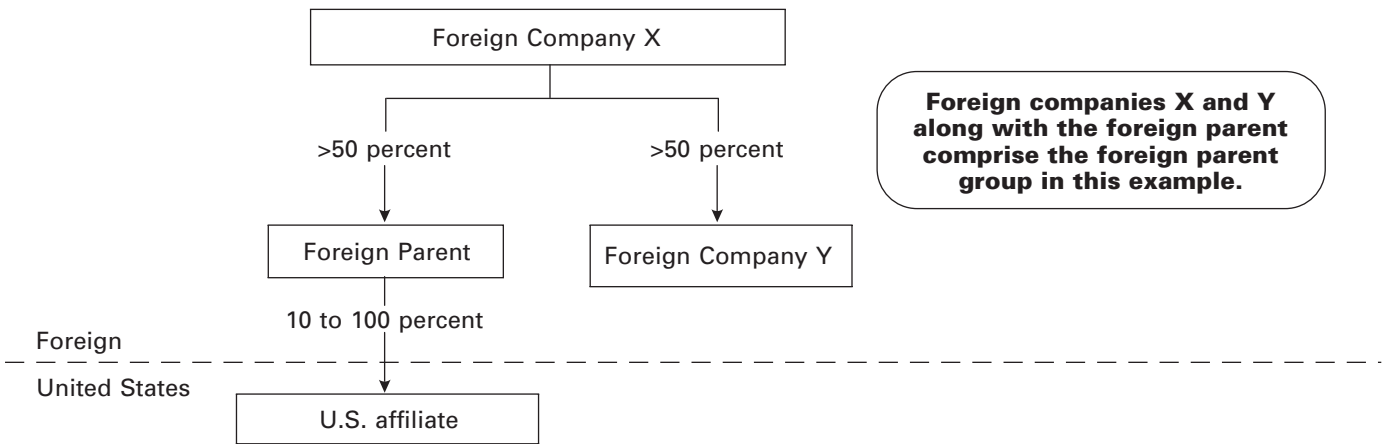 Foreign Company X
Foreign companies X and Y
along with the foreign parent
comprise the foreign parent
group in this example.
>50 percent
>50 percent
Foreign Parent
Foreign Company Y
10 to 100 percent
Foreign
United States
U.S. affiliate